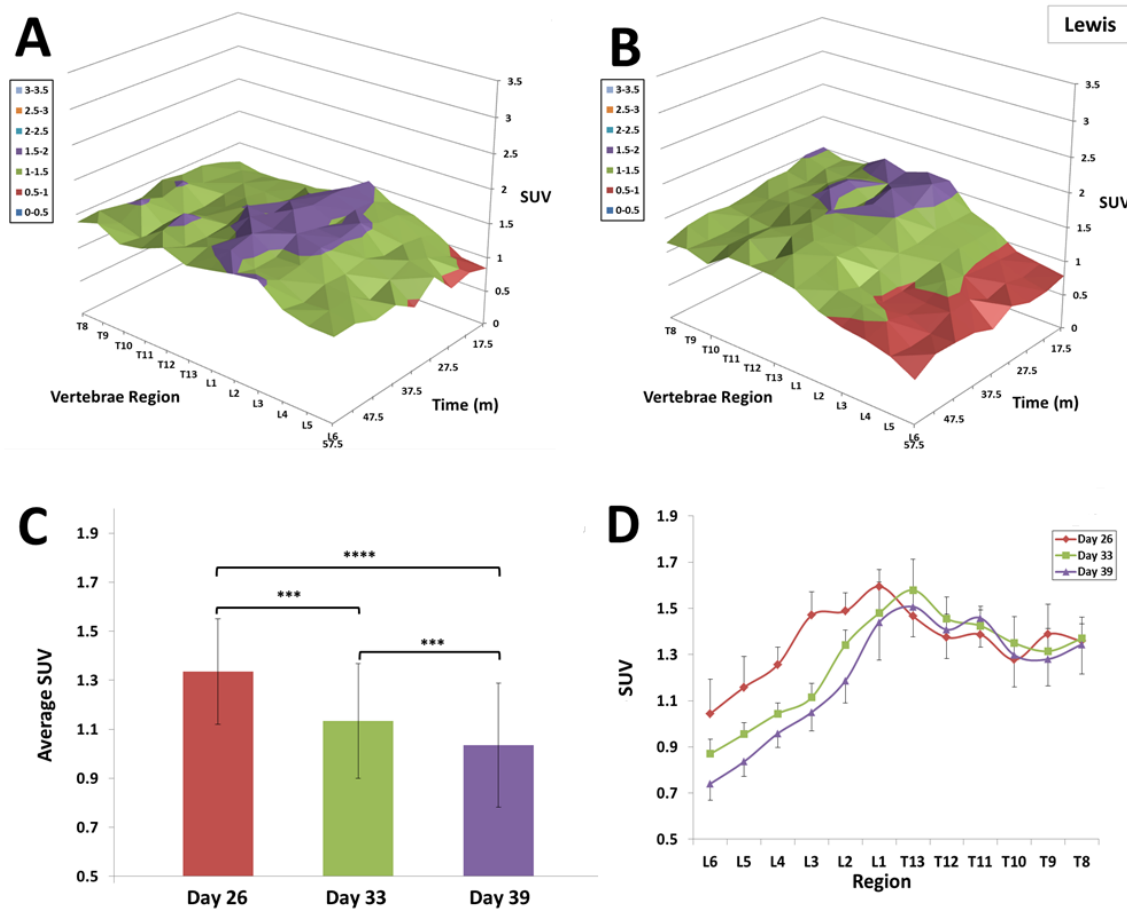 A
3-3.5
2.5-3
2-2.5
1.5-2
1-1.5
0.5-1
0-0.5
3.5
3
2.5
2
1.5
1
0.5
0
SUV
T8
T9
T10
T11
T12
T13
L1
L2
L3
L4
L5
L6
Vertebrae Region
17.5
27.5
37.5
47.5
57.5
Time (m)
B
Lewis
3-3.5
2.5-3
2-2.5
1.5-2
1-1.5
0.5-1
0-0.5
3.5
3
2.5
2
1.5
1
0.5
0
SUV
T8
T9
T10
T11
T12
T13
L1
L2
L3
L4
L5
L6
Vertebrae Region
17.5
27.5
37.5
47.5
57.5
Time (m)
C
Average SUV
1.9
1.7
1.5
1.3
1.1
0.9
0.7
0.5
****
***
***
Day 26 Day 33 Day 39
D
SUV
1.9
1.7
1.5
1.3
1.1
0.9
0.7
0.5
Day 26
Day 33
Day 39
L6 L5 L4 L3 L2 L1 T13 T12 T11 T10 T9 T8
Region